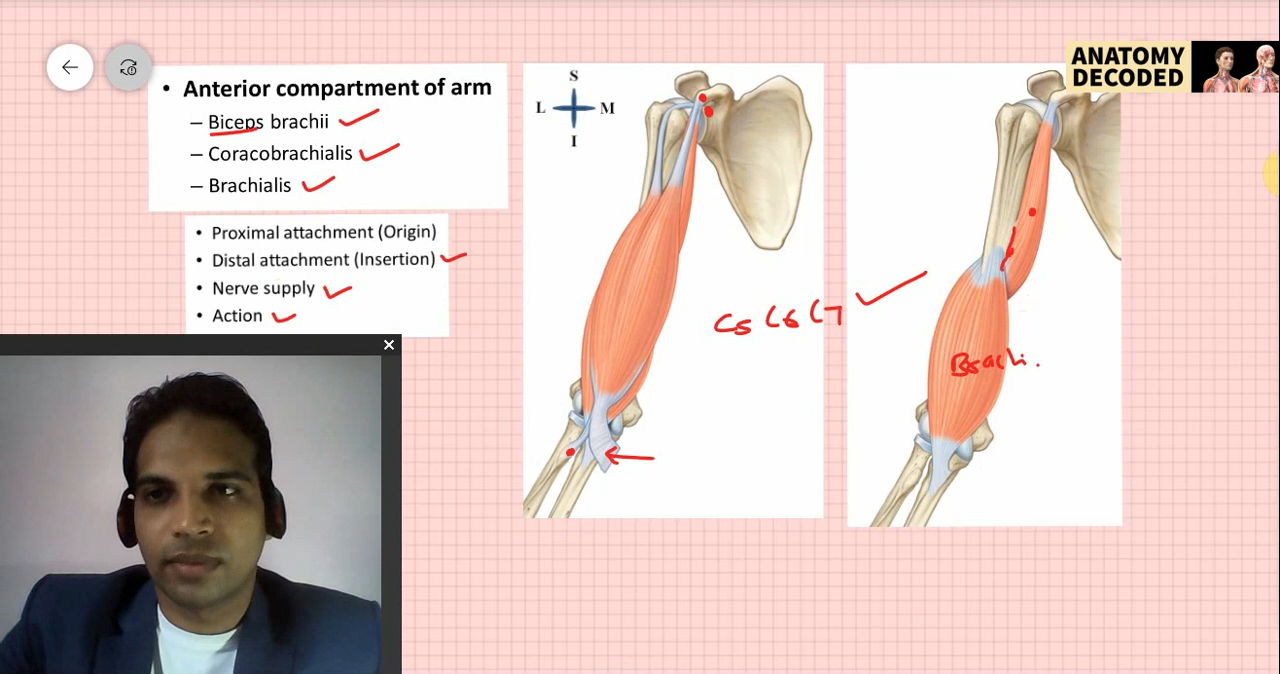 ANATOMY
DECODED
• Anterior compartment of arm
– Biceps brachii
– Coracobrachialis
– Brachialis
• Proximal attachment (Origin)
• Distal attachment (Insertion)
• Nerve supply
• Action
S
L M
I
C5 C6 C7
Brachi.